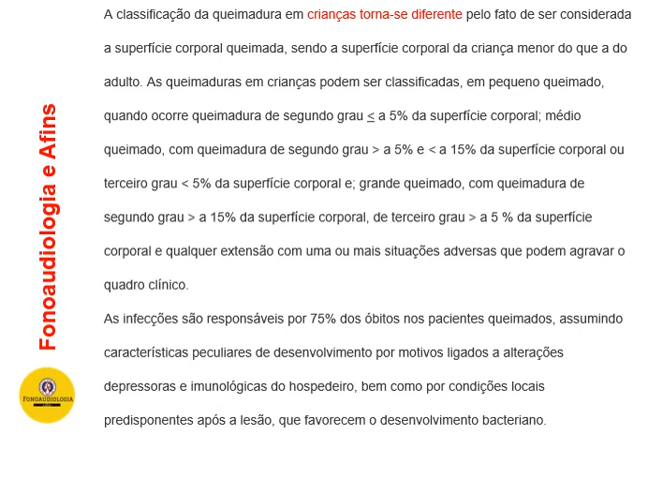 A classificação da queimadura em crianças torna-se diferente pelo fato de ser considerada
a superfície corporal queimada, sendo a superfície corporal da criança menor do que a do
adulto. As queimaduras em crianças podem ser classificadas, em pequeno queimado,
quando ocorre queimadura de segundo grau < a 5% da superfície corporal; médio
queimado, com queimadura de segundo grau > a 5% e < a 15% da superfície corporal ou
terceiro grau < 5% da superfície corporal e; grande queimado, com queimadura de
segundo grau > a 15% da superfície corporal, de terceiro grau > a 5 % da superfície
corporal e qualquer extensão com uma ou mais situações adversas que podem agravar o
quadro clínico.
As infecções são responsáveis por 75% dos óbitos nos pacientes queimados, assumindo
características peculiares de desenvolvimento por motivos ligados a alterações
depressoras e imunológicas do hospedeiro, bem como por condições locais
predisponentes após a lesão, que favorecem o desenvolvimento bacteriano.
Fonoaudiologia e Afins
FONOAUDIOLOGIA